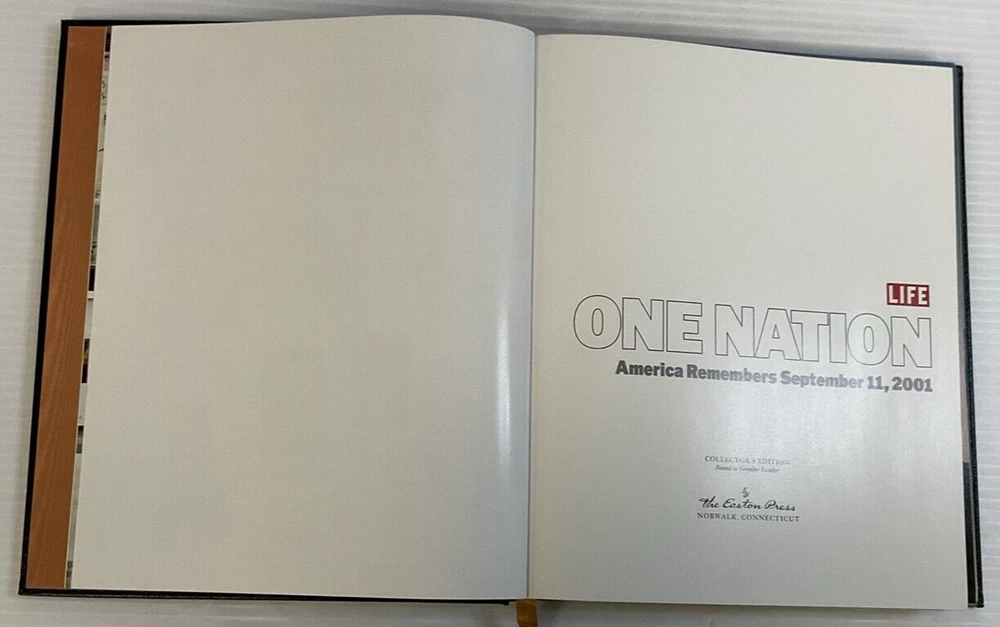 LIFE
ONE NATION
America Remembers September 11, 2001
COLLECTOR'S EDITION
Bound in Genuine Leather
by
The Easton Press
NORWALK, CONNECTICUT